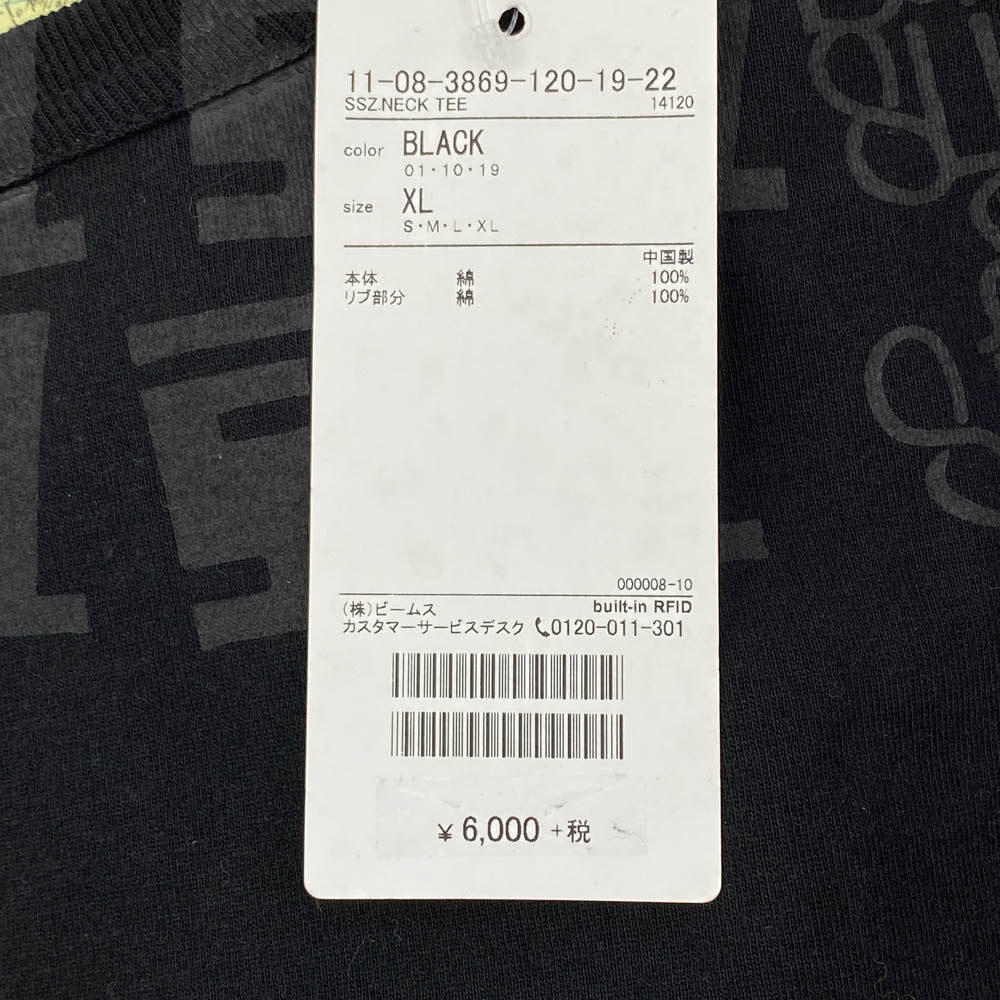 11-08-3869-120-19-22
SSZ.NECK TEE 14120
color BLACK
01・10・19
size XL
S・M・L・XL
中国製
本体 綿 100%
リブ部分 綿 100%
000008-10
(株)ビームス built-in RFID
カスタマーサービスデスク 0120-011-301
¥ 6,000 +税